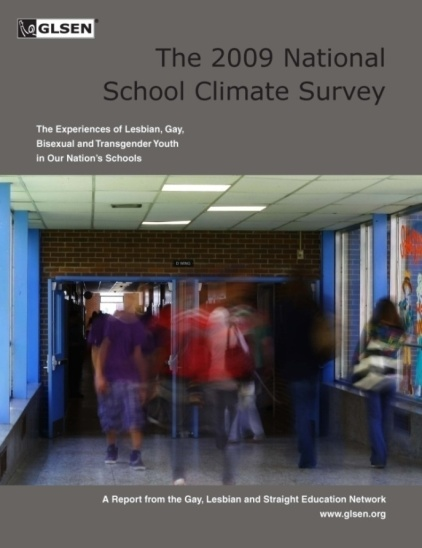 GLSEN®
The 2009 National
School Climate Survey
The Experiences of Lesbian, Gay,
Bisexual and Transgender Youth
in Our Nation's Schools
A Report from the Gay, Lesbian and Straight Education Network
www.glsen.org